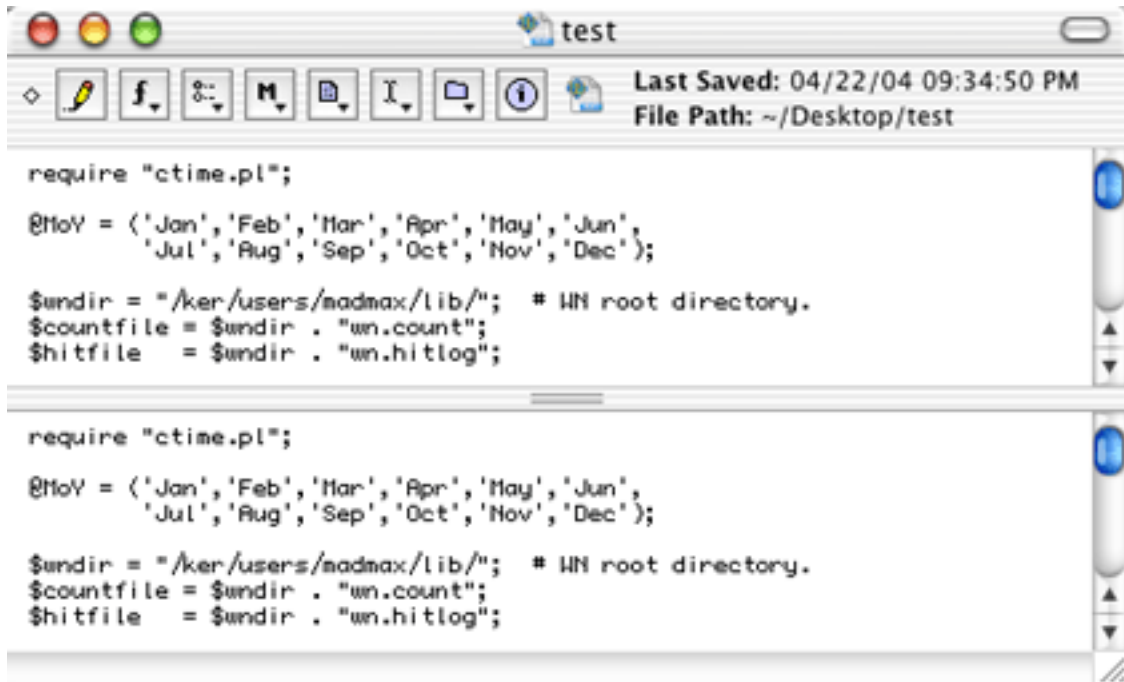 test
Last Saved: 04/22/04 09:34:50 PM
File Path: ~/Desktop/test
require "ctime.pl";
@MoY = ('Jan','Feb','Mar','Apr','May','Jun',
'Jul','Aug','Sep','Oct','Nov','Dec');
$wndir = "/ker/users/madmax/lib/"; # WN root directory.
$countfile = $wndir . "wn.count";
$hitfile = $wndir . "wn.hitlog";
require "ctime.pl";
@MoY = ('Jan','Feb','Mar','Apr','May','Jun',
'Jul','Aug','Sep','Oct','Nov','Dec');
$wndir = "/ker/users/madmax/lib/"; # WN root directory.
$countfile = $wndir . "wn.count";
$hitfile = $wndir . "wn.hitlog";